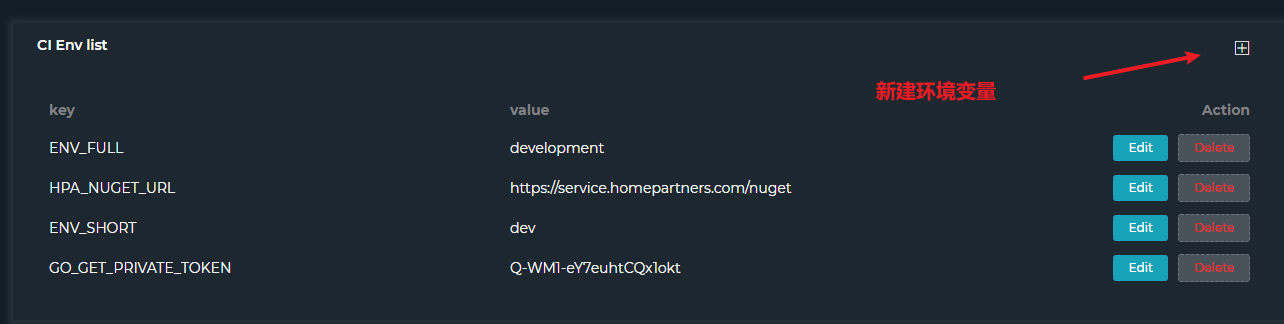 CI Env list
新建环境变量
key value Action
ENV_FULL development Edit Delete
HPA_NUGET_URL https://service.homepartners.com/nuget Edit Delete
ENV_SHORT dev Edit Delete
GO_GET_PRIVATE_TOKEN Q-WM1-eY7euhtCQx1okt Edit Delete